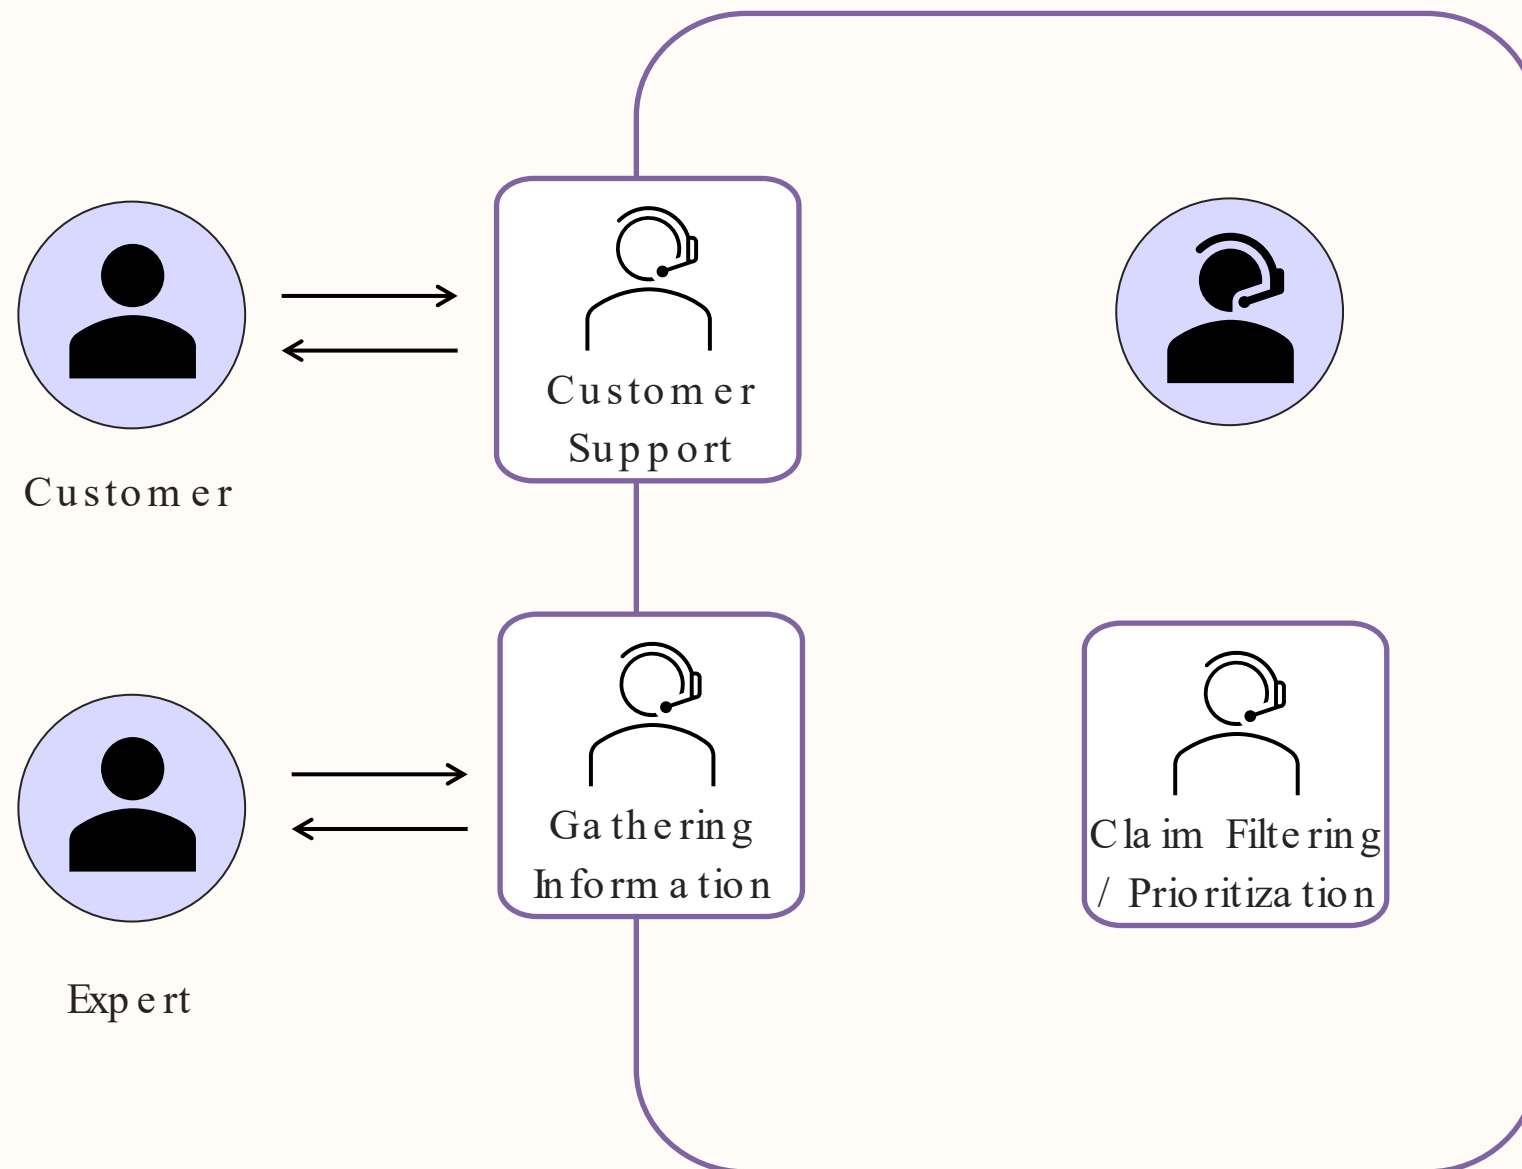 Customer
Support
Customer
Gathering
Information
Claim Filtering
/ Prioritization
Expert